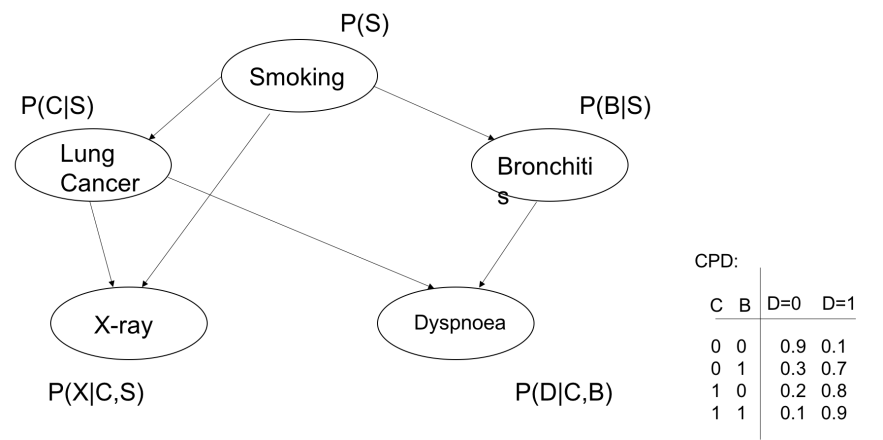 P(S)
Smoking
P(C|S)
P(B|S)
Lung
Cancer
Bronchiti
s
X-ray
Dyspnoea
P(X|C,S)
P(D|C,B)
CPD:
C B D=0 D=1
0 0 0.9 0.1
0 1 0.3 0.7
1 0 0.2 0.8
1 1 0.1 0.9